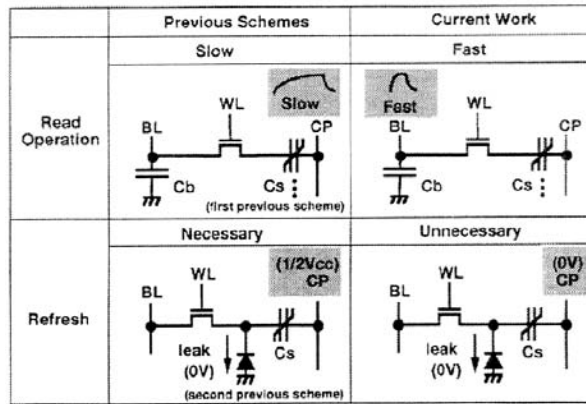 Previous Schemes
Current Work
Read
Operation
Slow
Fast
Slow
WL
BL
CP
Cb
Cs
(first previous scheme)
Fast
WL
BL
CP
Cb
Cs
Refresh
Necessary
Unnecessary
(1/2Vcc)
CP
WL
BL
Cs
leak
(0V)
(second previous scheme)
(0V)
CP
WL
BL
Cs
leak
(0V)